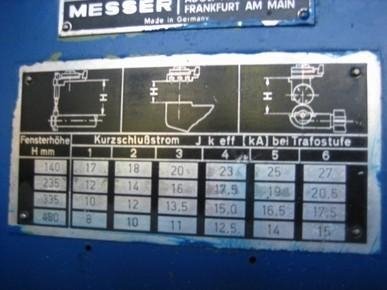 MESSER
FRANKFURT AM MAIN
Made in Germany
H
H
H
Fensterhöhe Kurzschlußstrom J k eff [kA] bei Trafostufe
H mm 1 2 3 4 5 6
140 17 18 20 23 25 27
235 12 14 16 17,5 19 20,5
335 10 12 13,5 15,0 16,5 17,5
480 8 10 11 12,5 14 15